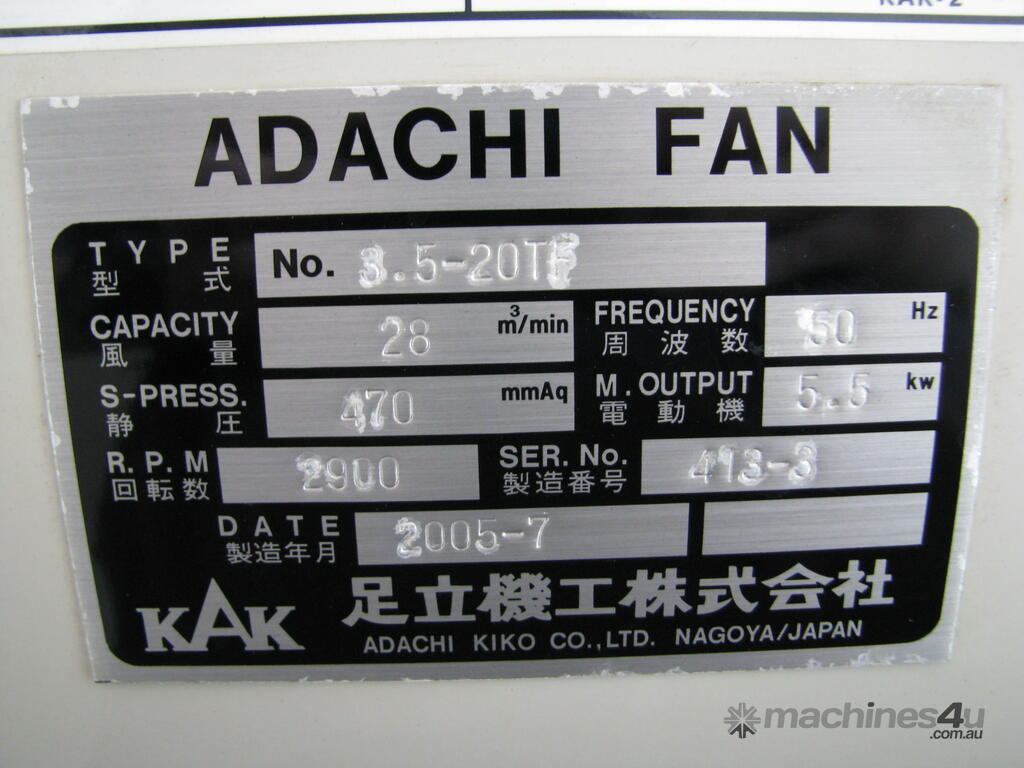 KAK-2
ADACHI FAN
TYPE No. 3.5-20TF
型式
CAPACITY 28 m³/min FREQUENCY 50 Hz
風量 周波数
S-PRESS. 470 mmAq M. OUTPUT 5.5 kw
静圧 電動機
R.P.M 2900 SER. No. 413-3
回転数 製造番号
DATE 2005-7
製造年月
KAK 足立機工株式会社
ADACHI KIKO CO.,LTD. NAGOYA/JAPAN
machines4u
.com.au